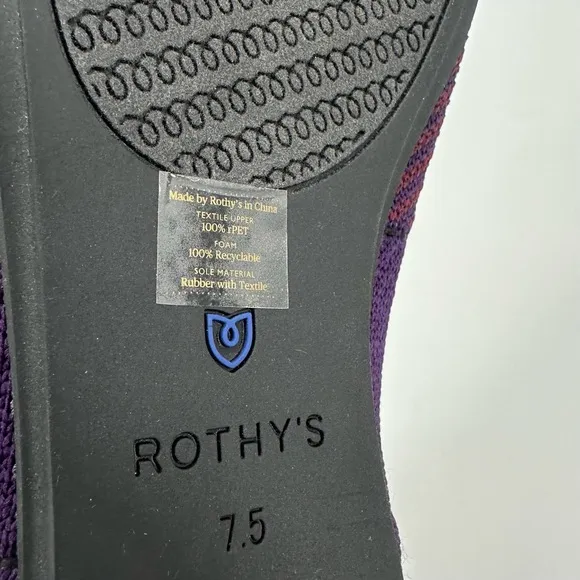 Made by Rothy's in China
TEXTILE UPPER
100% rPET
FOAM
100% Recyclable
SOLE MATERIAL
Rubber with Textile
ROTHY'S
7.5